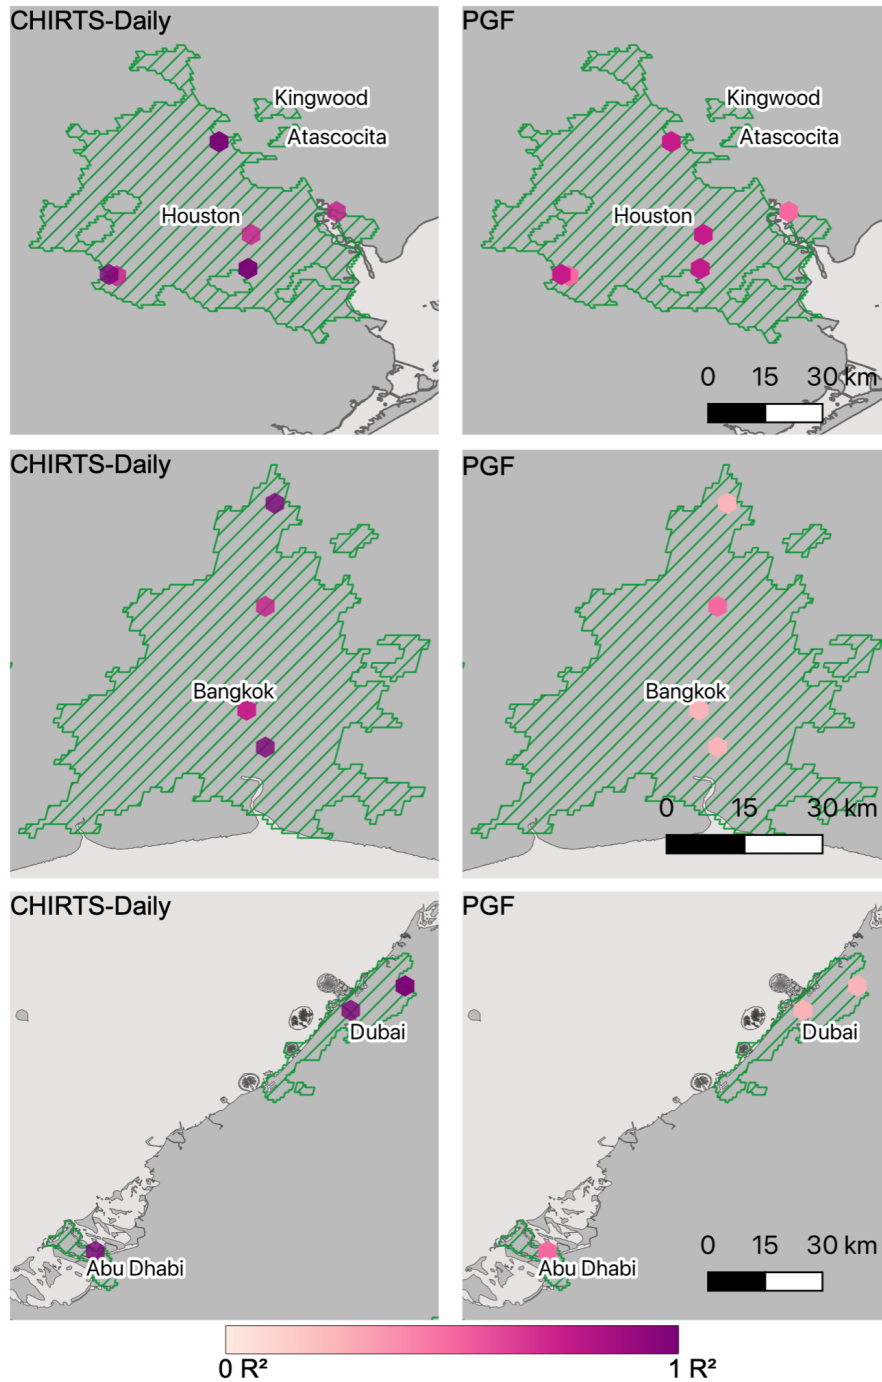 CHIRTS-Daily
PGF
Kingwood
Atascocita
Houston
Kingwood
Atascocita
Houston
0 15 30 km
CHIRTS-Daily
PGF
Bangkok
Bangkok
0 15 30 km
CHIRTS-Daily
PGF
Dubai
Abu Dhabi
Dubai
0 15 30 km
Abu Dhabi
0 R²
1 R²